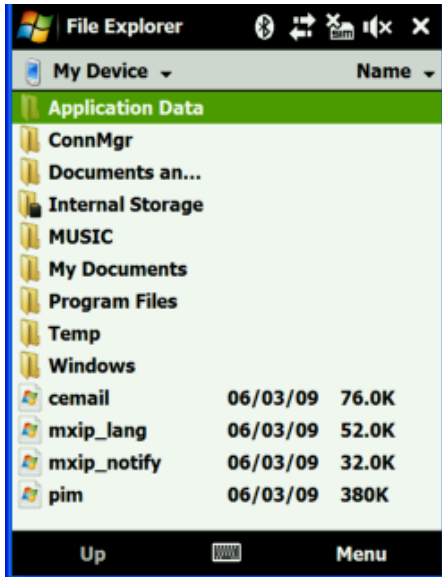 File Explorer
My Device Name
Application Data
ConnMgr
Documents an...
Internal Storage
MUSIC
My Documents
Program Files
Temp
Windows
cemail 06/03/09 76.0K
mxip_lang 06/03/09 52.0K
mxip_notify 06/03/09 32.0K
pim 06/03/09 380K
Up Menu